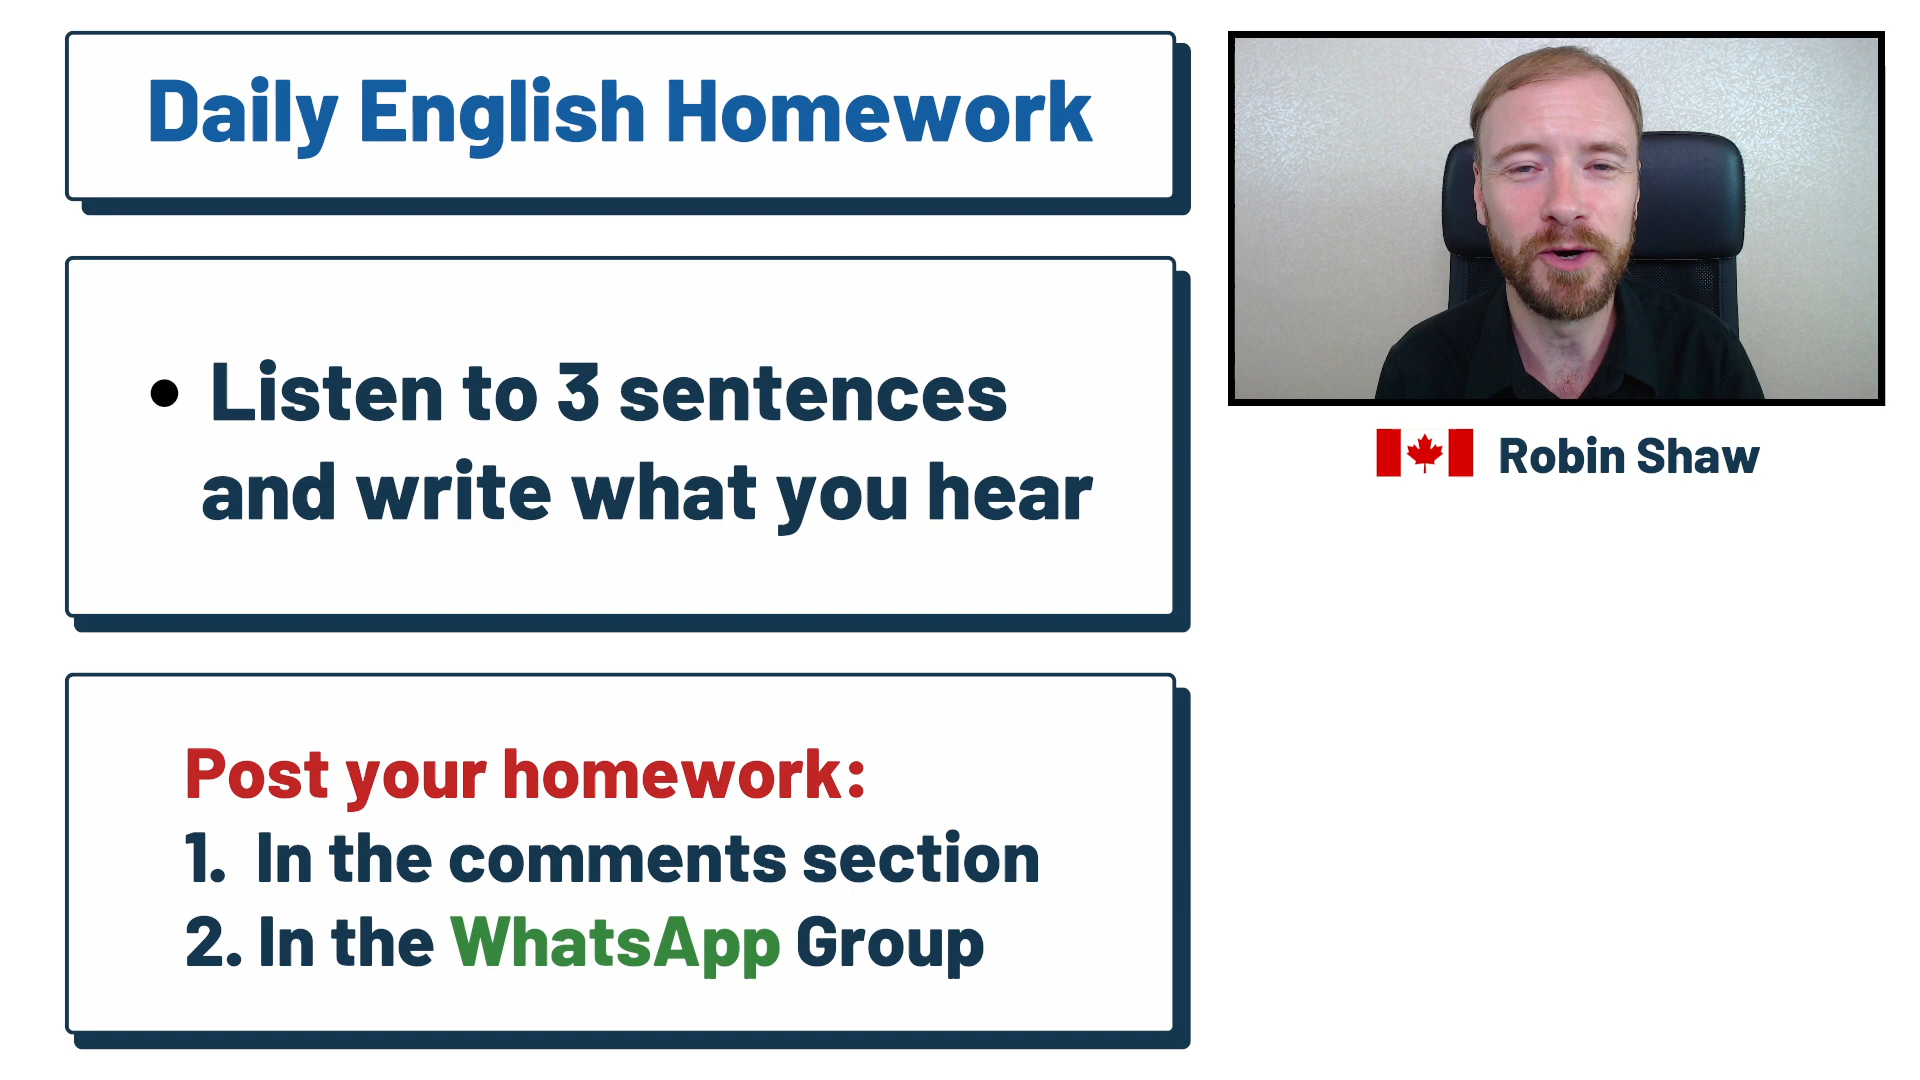 Daily English Homework
• Listen to 3 sentences
and write what you hear
Post your homework:
1. In the comments section
2. In the WhatsApp Group
Robin Shaw